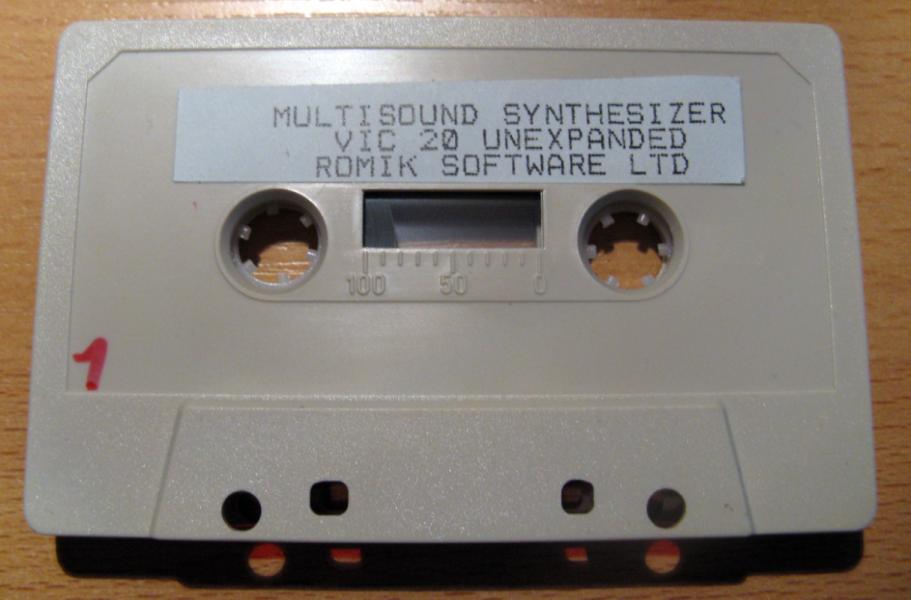 MULTISOUND SYNTHESIZER
VIC 20 UNEXPANDED
ROMIK SOFTWARE LTD
100 50 0
1